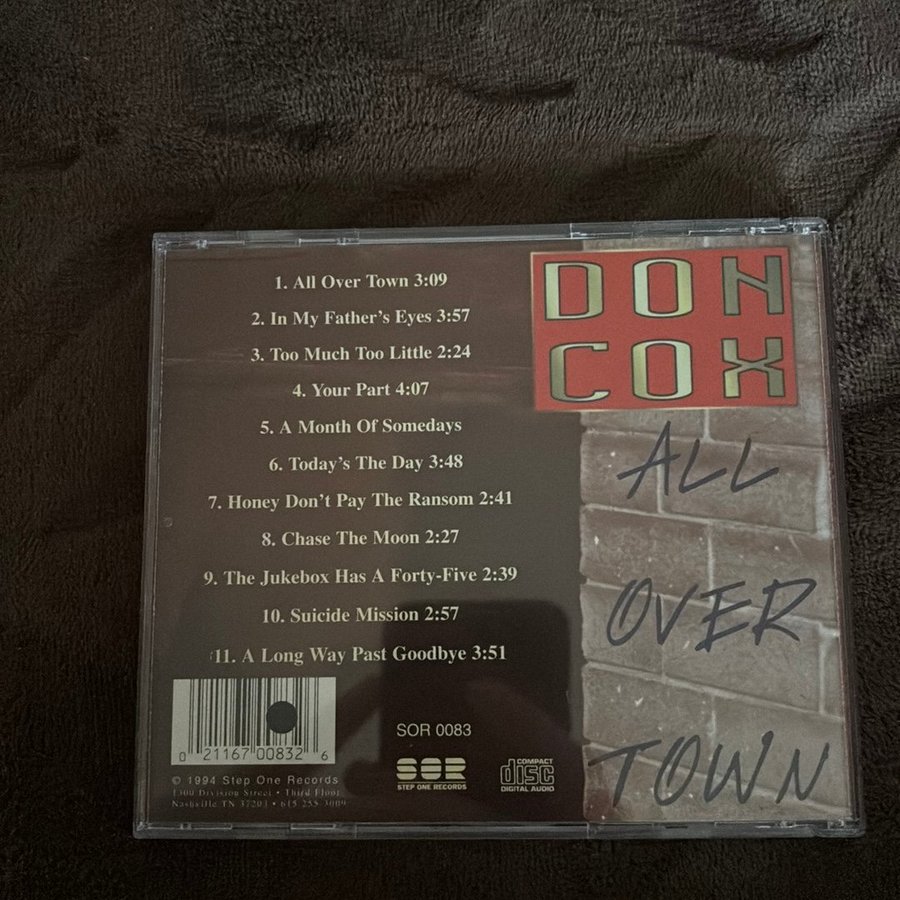 1. All Over Town 3:09
2. In My Father's Eyes 3:57
3. Too Much Too Little 2:24
4. Your Part 4:07
5. A Month Of Somedays
6. Today's The Day 3:48
7. Honey Don't Pay The Ransom 2:41
8. Chase The Moon 2:27
9. The Jukebox Has A Forty-Five 2:39
10. Suicide Mission 2:57
11. A Long Way Past Goodbye 3:51
0 21167 00832 6
© 1994 Step One Records
1300 Division Street • Third Floor
Nashville TN 37203 • 615-255-3009
SOR 0083
SOR
STEP ONE RECORDS
COMPACT
disc
DIGITAL AUDIO
DON
COX
ALL
OVER
TOWN